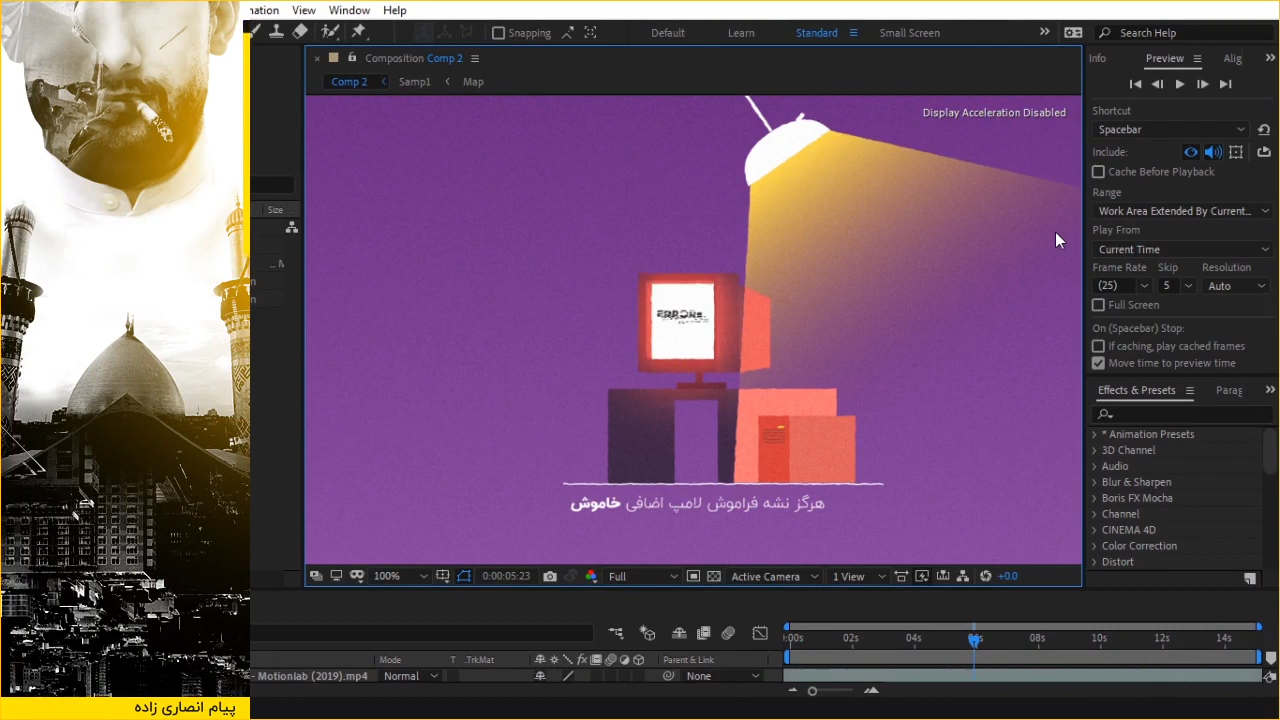 mation View Window Help
Snapping Default Learn Standard Small Screen Search Help
Composition Comp 2
Comp 2 Samp1 Map
Display Acceleration Disabled
ERRORS.
هرگز نشه فراموش لامپ اضافی خاموش
100% 0:00:05:23 Full Active Camera 1 View +0.0
Size
... M
Info Preview Alig
Shortcut
Spacebar
Include:
Cache Before Playback
Range
Work Area Extended By Current...
Play From
Current Time
Frame Rate Skip Resolution
(25) 5 Auto
Full Screen
On (Spacebar) Stop:
If caching, play cached frames
Move time to preview time
Effects & Presets Parag
* Animation Presets
3D Channel
Audio
Blur & Sharpen
Boris FX Mocha
Channel
CINEMA 4D
Color Correction
Distort
:00s 02s 04s 06s 08s 10s 12s 14s
Mode T .TrkMat Parent & Link
- Motionlab (2019).mp4 Normal None
پیام انصاری زاده